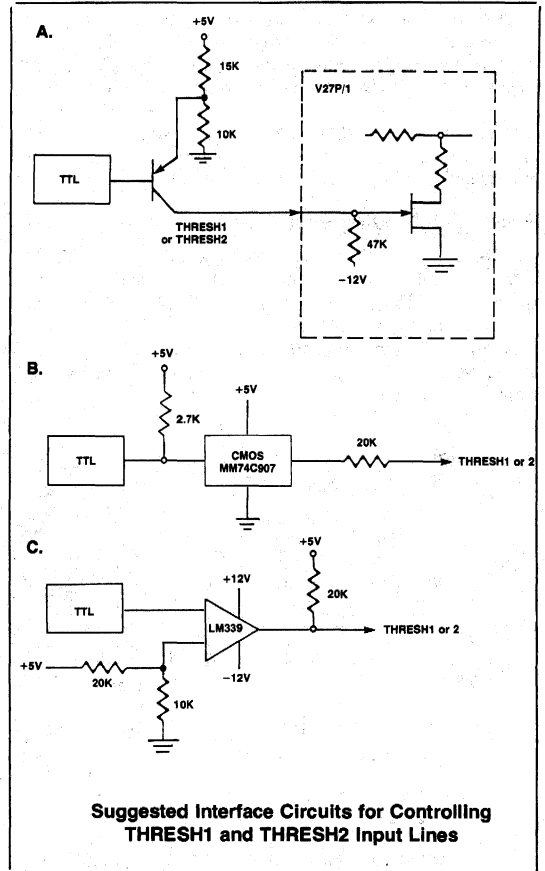 A.
+5V
15K
10K
V27P/1
TTL
THRESH1
or THRESH2
47K
−12V
B.
+5V
+5V
2.7K
TTL
CMOS
MM74C907
20K
THRESH1 or 2
C.
+5V
+12V
20K
TTL
LM339
THRESH1 or 2
+5V
20K
−12V
10K
Suggested Interface Circuits for Controlling
THRESH1 and THRESH2 Input Lines